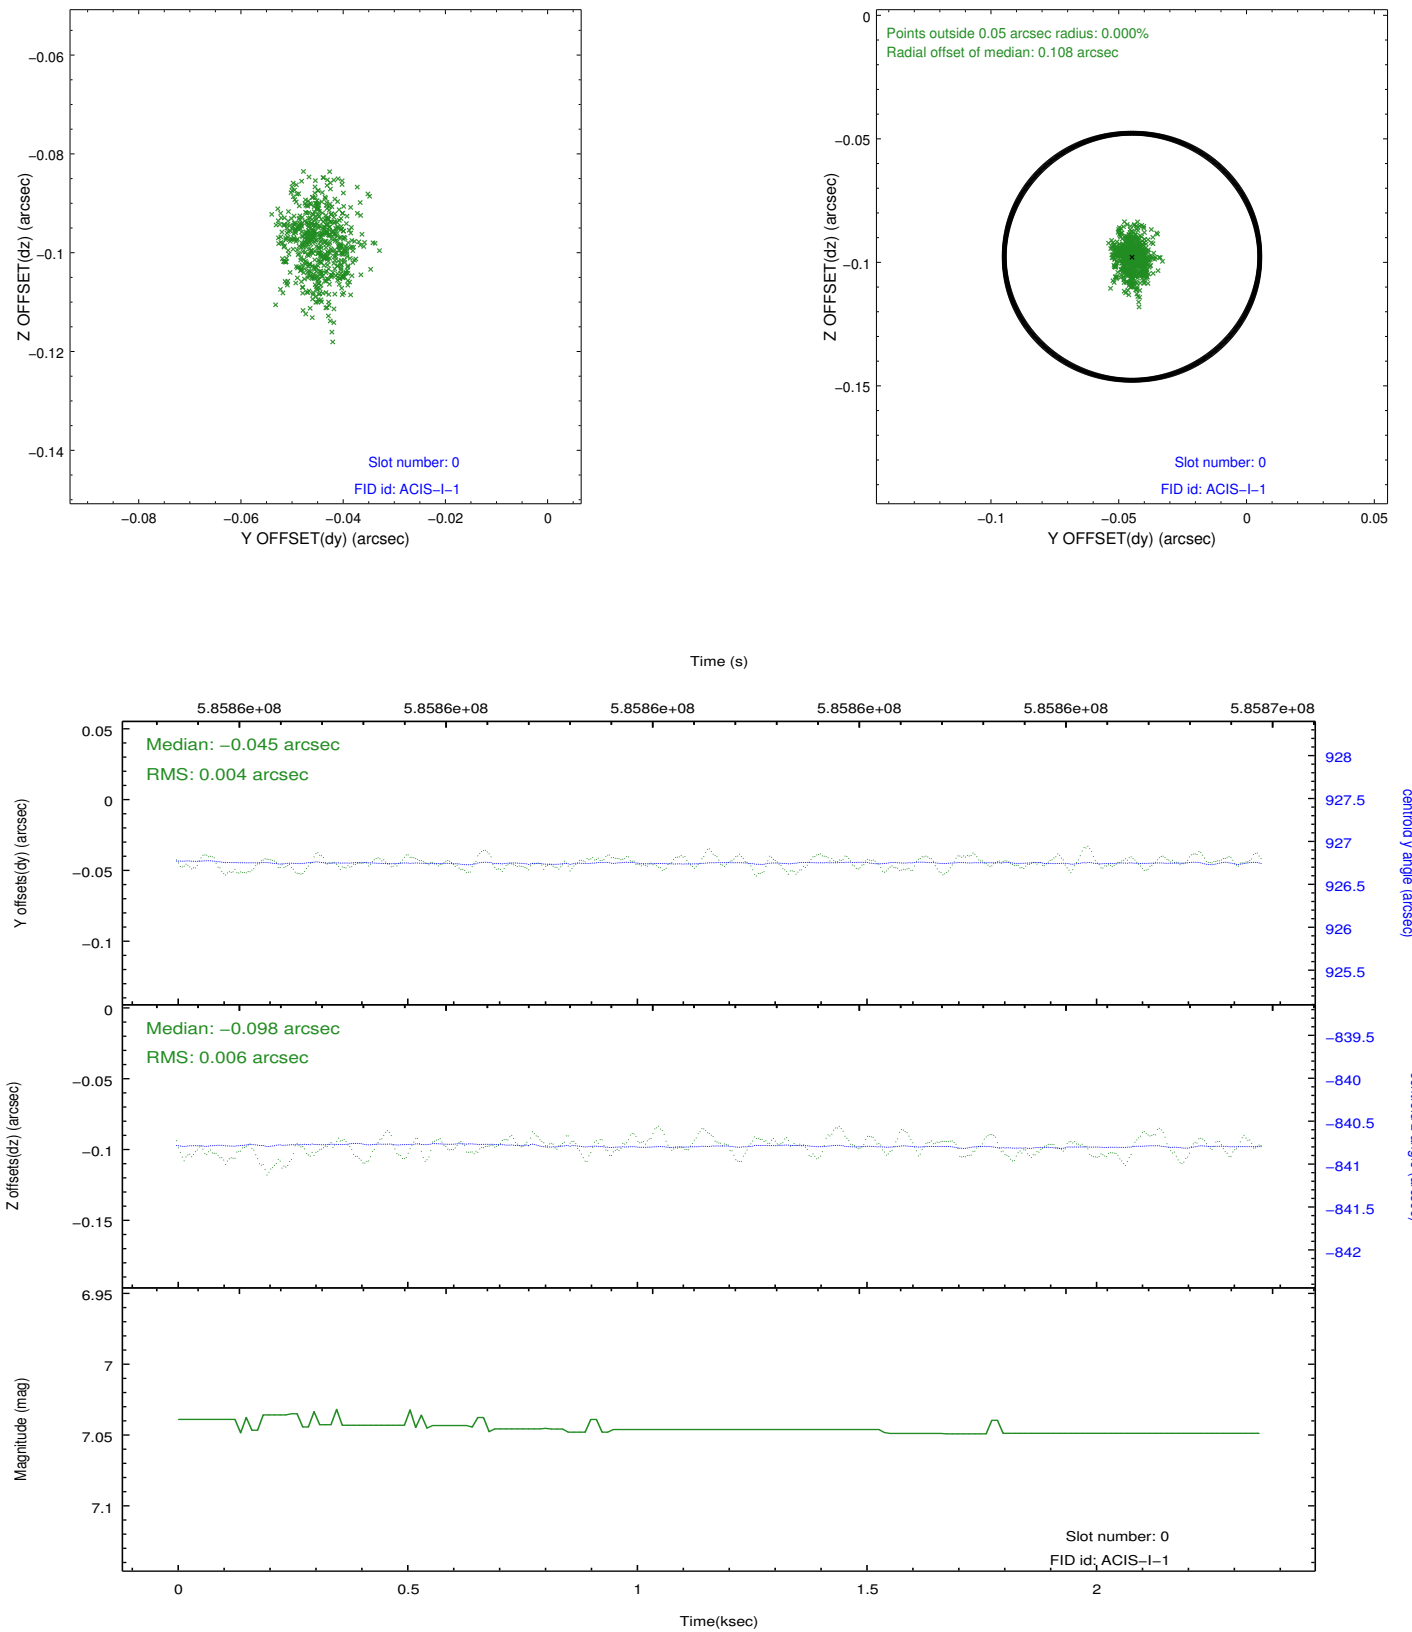 −0.06
−0.08
−0.1
−0.12
−0.14
Z OFFSET(dz) (arcsec)
Slot number: 0
FID id: ACIS−I−1
−0.08
−0.06
−0.04
−0.02
0
Y OFFSET(dy) (arcsec)
Points outside 0.05 arcsec radius: 0.000%
Radial offset of median: 0.108 arcsec
0
−0.05
−0.1
−0.15
Z OFFSET(dz) (arcsec)
Slot number: 0
FID id: ACIS−I−1
−0.1
−0.05
0
0.05
Y OFFSET(dy) (arcsec)
Time (s)
5.8586e+08
5.8586e+08
5.8586e+08
5.8586e+08
5.8586e+08
5.8587e+08
Median: −0.045 arcsec
RMS: 0.004 arcsec
0.05
0
−0.05
−0.1
Y offsets(dy) (arcsec)
928
927.5
927
926.5
926
925.5
centroid y angle (arcsec)
Median: −0.098 arcsec
RMS: 0.006 arcsec
0
−0.05
−0.1
−0.15
Z offsets(dz) (arcsec)
−839.5
−840
−840.5
−841
−841.5
−842
6.95
7
7.05
7.1
Magnitude (mag)
Slot number: 0
FID id: ACIS−I−1
0
0.5
1
1.5
2
Time(ksec)